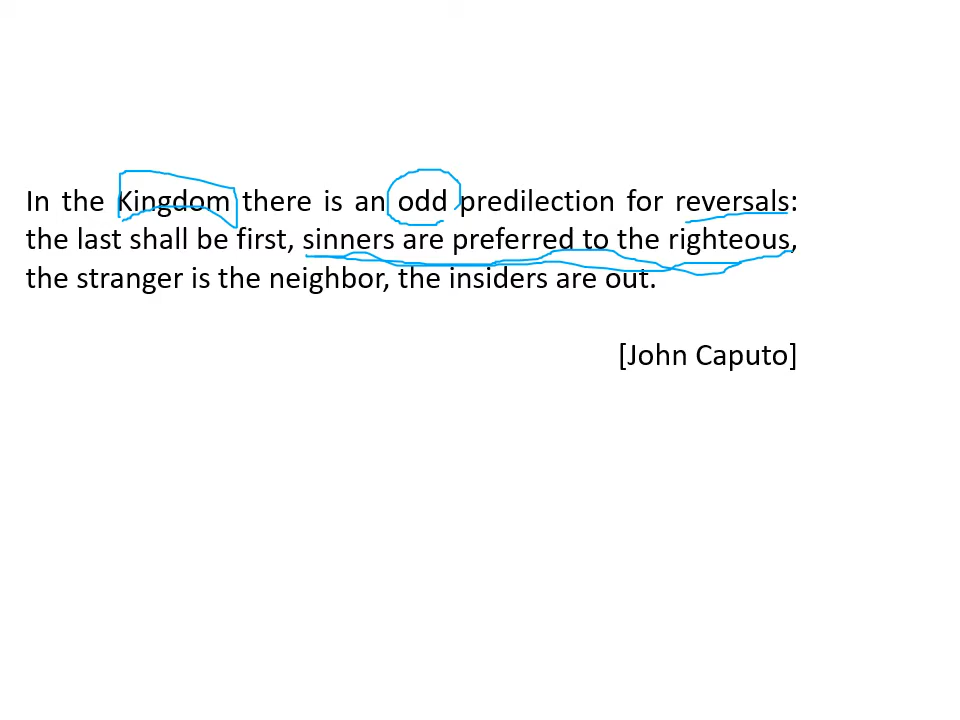 In the Kingdom there is an odd predilection for reversals:
the last shall be first, sinners are preferred to the righteous,
the stranger is the neighbor, the insiders are out.
[John Caputo]